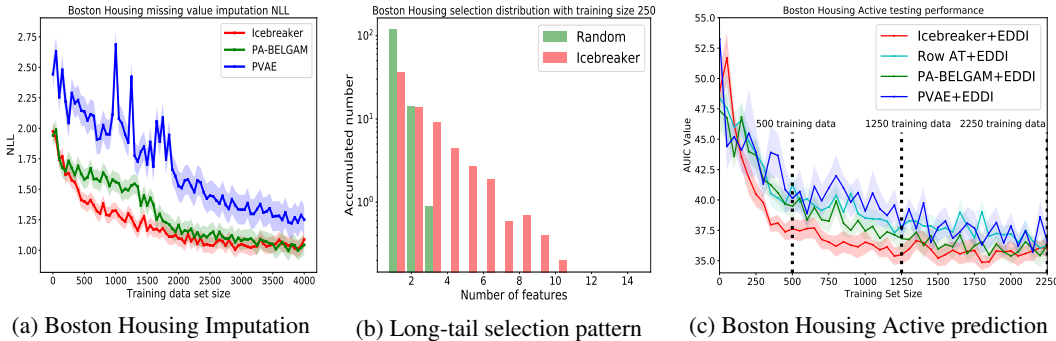 Boston Housing missing value imputation NLL
NLL
2.75
2.50
2.25
2.00
1.75
1.50
1.25
1.00
Icebreaker
PA-BELGAM
PVAE
0 500 1000 1500 2000 2500 3000 3500 4000
Training data set size
(a) Boston Housing Imputation
Boston Housing selection distribution with training size 250
Accumulated number
10²
10¹
10⁰
Random
Icebreaker
2 4 6 8 10 12 14
Number of features
(b) Long-tail selection pattern
Boston Housing Active testing performance
AUIC Value
55.0
52.5
50.0
47.5
45.0
42.5
40.0
37.5
35.0
Icebreaker+EDDI
Row AT+EDDI
PA-BELGAM+EDDI
PVAE+EDDI
500 training data
1250 training data
2250 training data
0 250 500 750 1000 1250 1500 1750 2000 2250
Training Set Size
(c) Boston Housing Active prediction